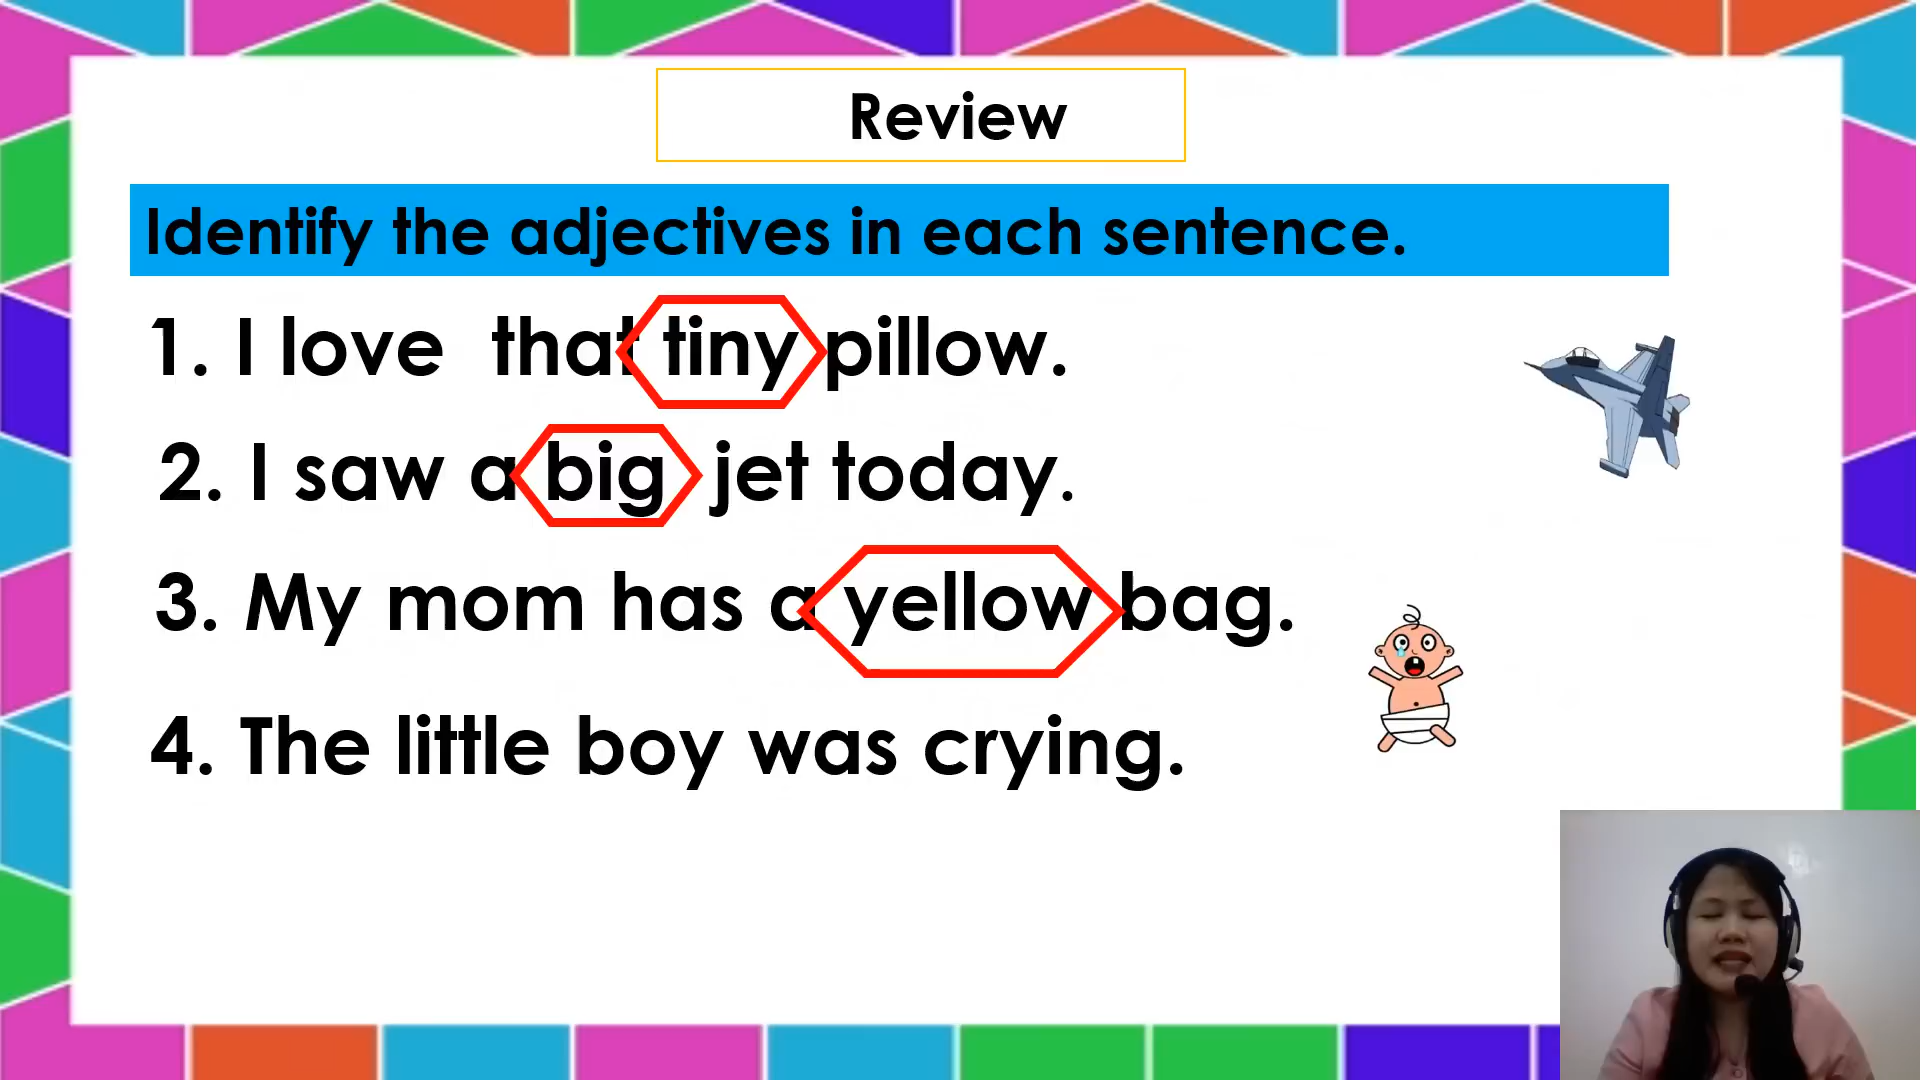 Review
Identify the adjectives in each sentence.
1. I love that tiny pillow.
2. I saw a big jet today.
3. My mom has a yellow bag.
4. The little boy was crying.